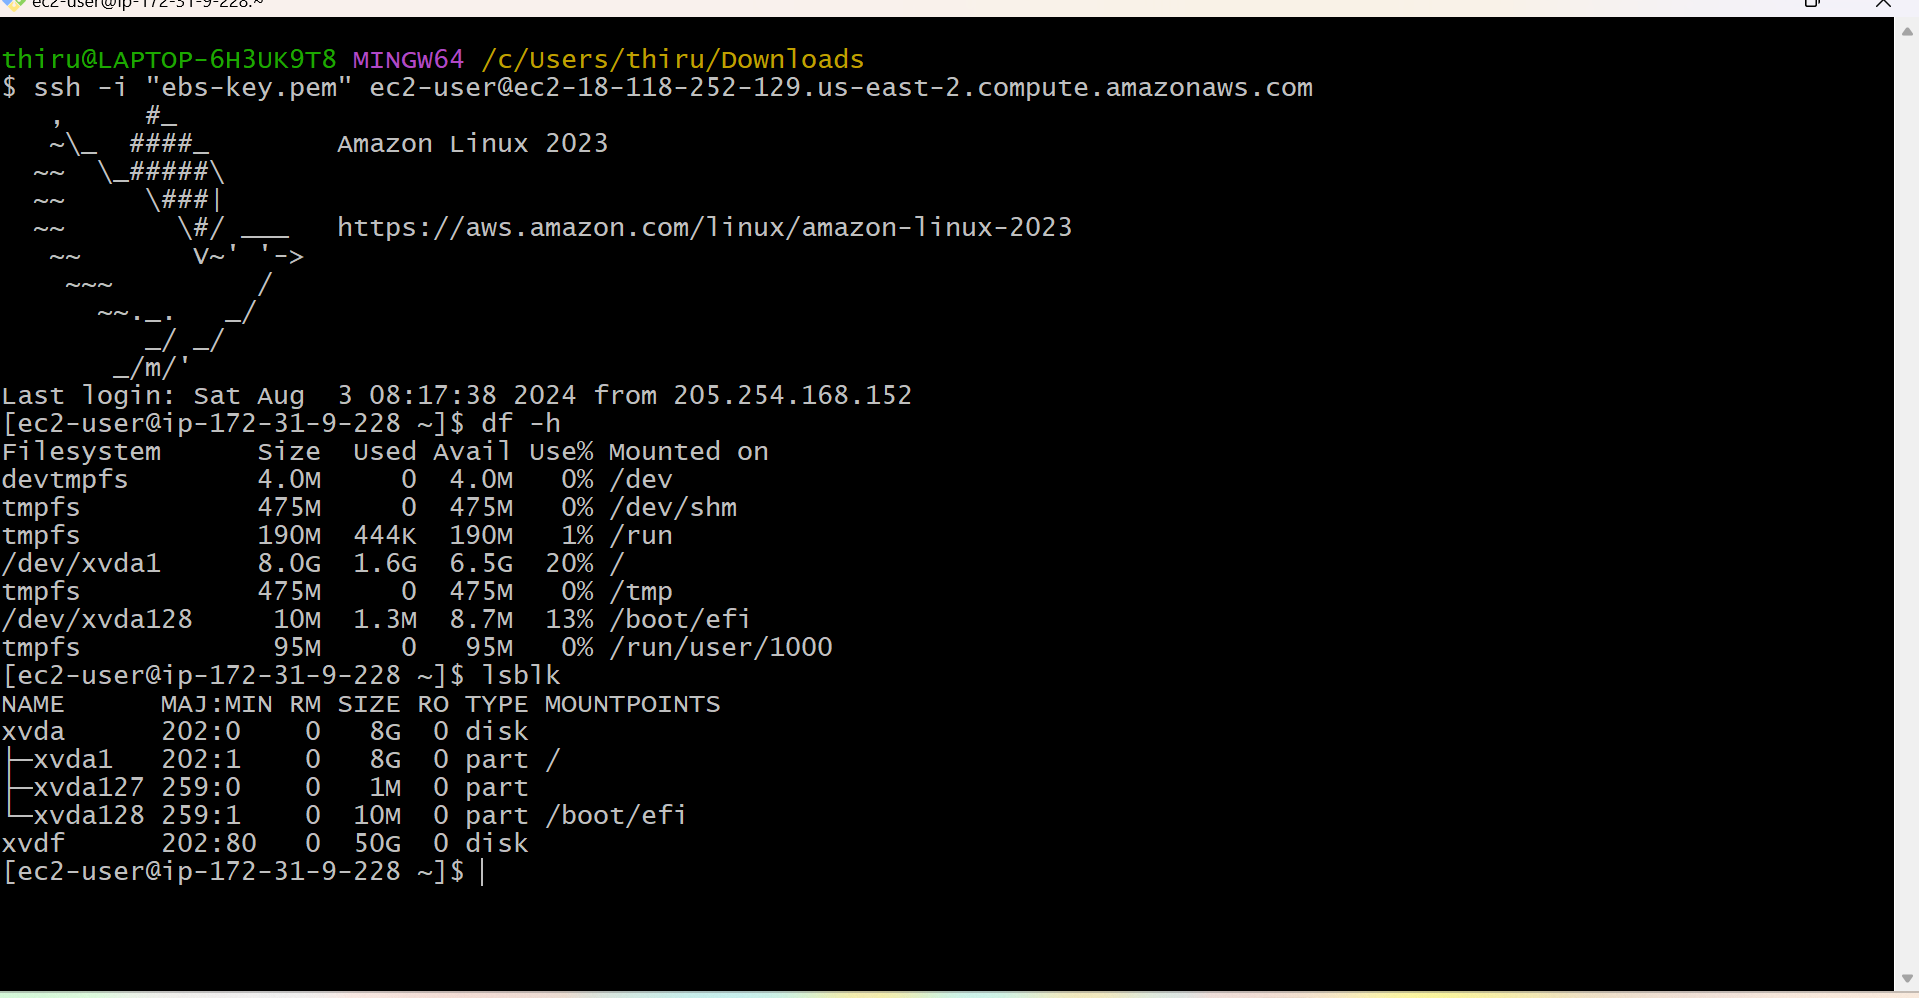 ec2-user@ip-172-31-9-228:~
thiru@LAPTOP-6H3UK9T8 MINGW64 /c/Users/thiru/Downloads
$ ssh -i "ebs-key.pem" ec2-user@ec2-18-118-252-129.us-east-2.compute.amazonaws.com
   ,     #_
   ~\_  ####_        Amazon Linux 2023
  ~~  \_#####\
  ~~     \###|
  ~~       \#/ ___   https://aws.amazon.com/linux/amazon-linux-2023
   ~~       V~' '->
    ~~~         /
      ~~._.   _/
         _/ _/
       _/m/'
Last login: Sat Aug  3 08:17:38 2024 from 205.254.168.152
[ec2-user@ip-172-31-9-228 ~]$ df -h
Filesystem      Size  Used Avail Use% Mounted on
devtmpfs        4.0M     0  4.0M   0% /dev
tmpfs           475M     0  475M   0% /dev/shm
tmpfs           190M  444K  190M   1% /run
/dev/xvda1      8.0G  1.6G  6.5G  20% /
tmpfs           475M     0  475M   0% /tmp
/dev/xvda128     10M  1.3M  8.7M  13% /boot/efi
tmpfs            95M     0   95M   0% /run/user/1000
[ec2-user@ip-172-31-9-228 ~]$ lsblk
NAME      MAJ:MIN RM SIZE RO TYPE MOUNTPOINTS
xvda      202:0    0   8G  0 disk
├─xvda1   202:1    0   8G  0 part /
├─xvda127 259:0    0   1M  0 part
└─xvda128 259:1    0  10M  0 part /boot/efi
xvdf      202:80   0  50G  0 disk
[ec2-user@ip-172-31-9-228 ~]$